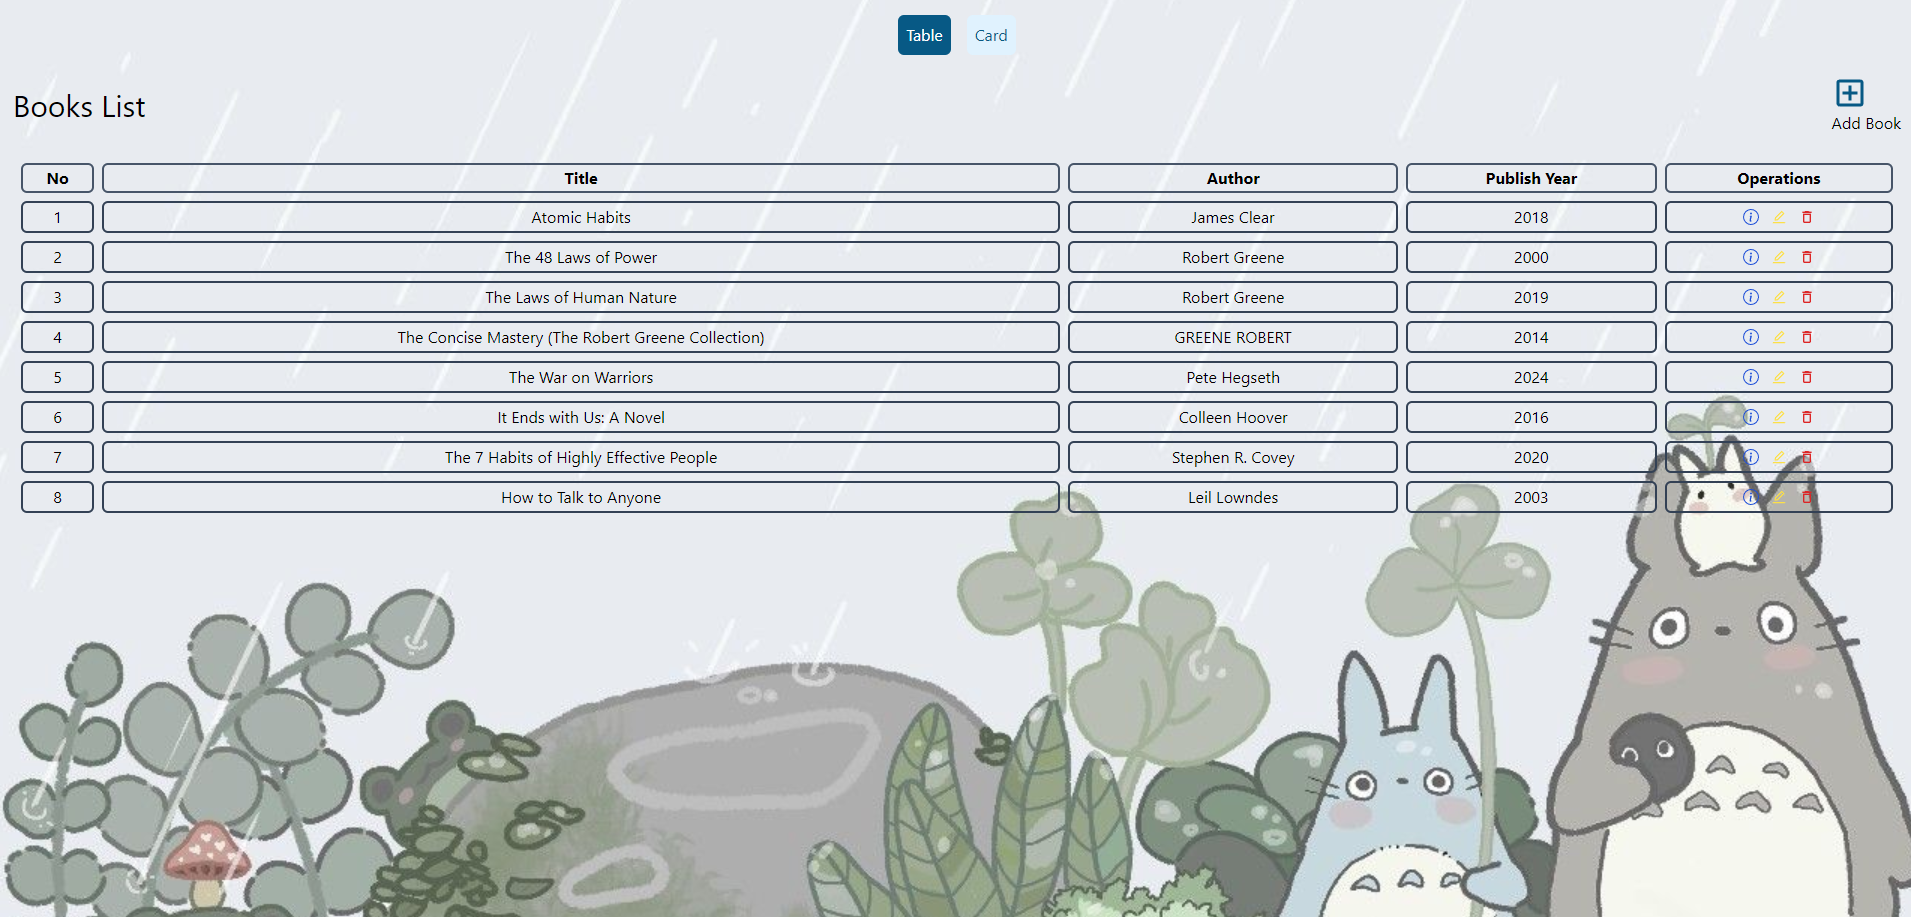 Table Card
Books List
Add Book
No Title Author Publish Year Operations
1 Atomic Habits James Clear 2018
2 The 48 Laws of Power Robert Greene 2000
3 The Laws of Human Nature Robert Greene 2019
4 The Concise Mastery (The Robert Greene Collection) GREENE ROBERT 2014
5 The War on Warriors Pete Hegseth 2024
6 It Ends with Us: A Novel Colleen Hoover 2016
7 The 7 Habits of Highly Effective People Stephen R. Covey 2020
8 How to Talk to Anyone Leil Lowndes 2003